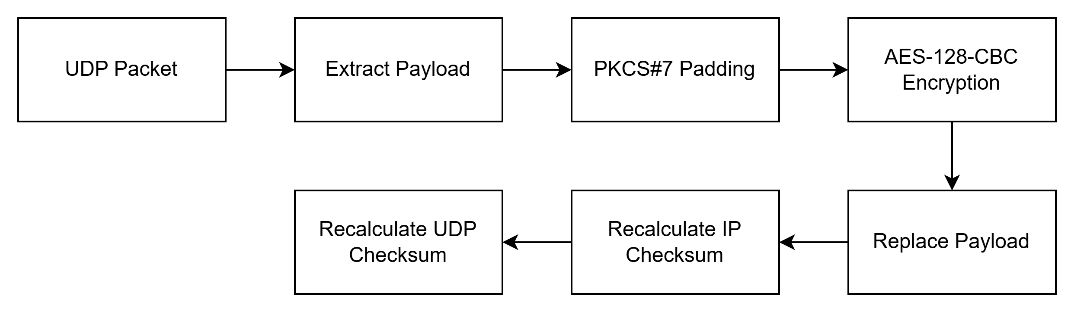 UDP Packet
Extract Payload
PKCS#7 Padding
AES-128-CBC
Encryption
Replace Payload
Recalculate IP
Checksum
Recalculate UDP
Checksum